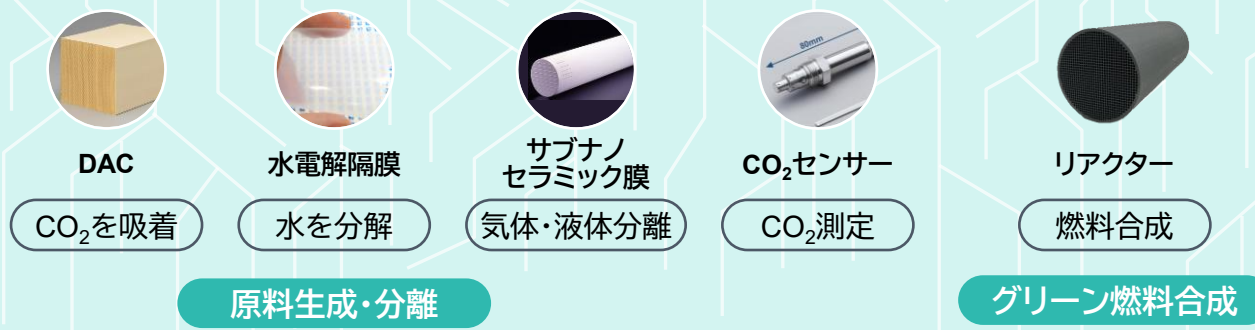 80mm
DAC
水電解隔膜
サブナノ
セラミック膜
CO₂センサー
リアクター
CO₂を吸着
水を分解
気体・液体分離
CO₂測定
燃料合成
原料生成・分離
グリーン燃料合成